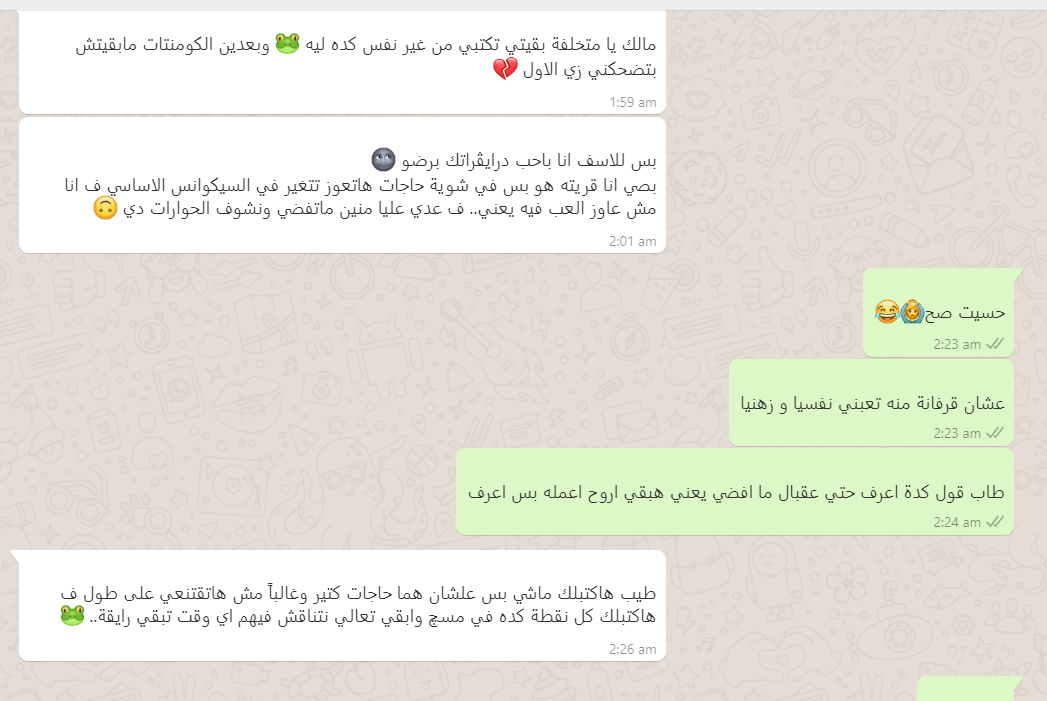 مالك يا متخلفة بقيتي تكتبي من غير نفس كده ليه 🐸 وبعدين الكومنتات مابقيتش
بتضحكني زي الاول 💔
1:59 am
بس للاسف انا باحب درايڤراتك برضو 🌚
بصي انا قريته هو بس في شوية حاجات هاتعوز تتغير في السيكوانس الاساسي ف انا
مش عاوز العب فيه يعني.. ف عدي عليا منين ماتفضي ونشوف الحوارات دي 🙃
2:01 am
حسيت صح🙆‍♀️😂
2:23 am
عشان قرفانة منه تعبني نفسيا و زهنيا
2:23 am
طاب قول كدة اعرف حتي عقبال ما افضي يعني هبقي اروح اعمله بس اعرف
2:24 am
طيب هاكتبلك ماشي بس علشان هما حاجات كتير وغالباً مش هاتقتنعي على طول ف
هاكتبلك كل نقطة كده في مسچ وابقي تعالي نتناقش فيهم اي وقت تبقي رايقة.. 🐸
2:26 am